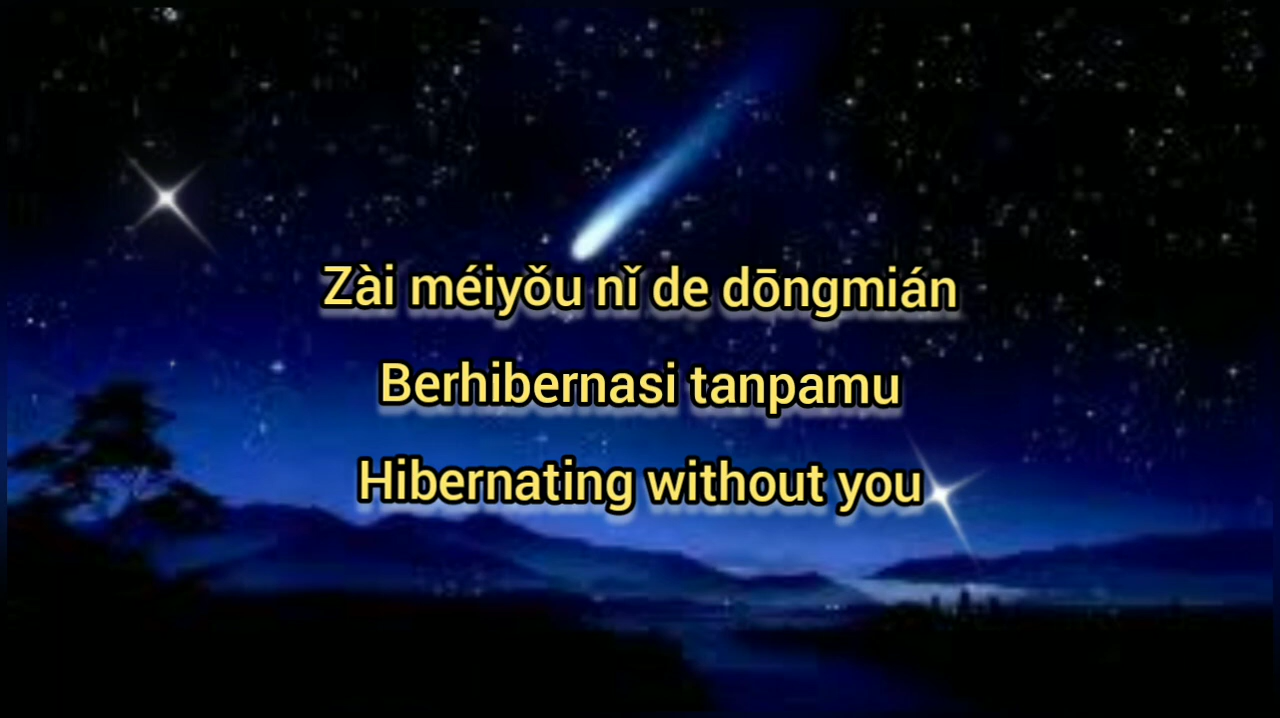 Zài méiyǒu nǐ de dōngmián
Berhibernasi tanpamu
Hibernating without you